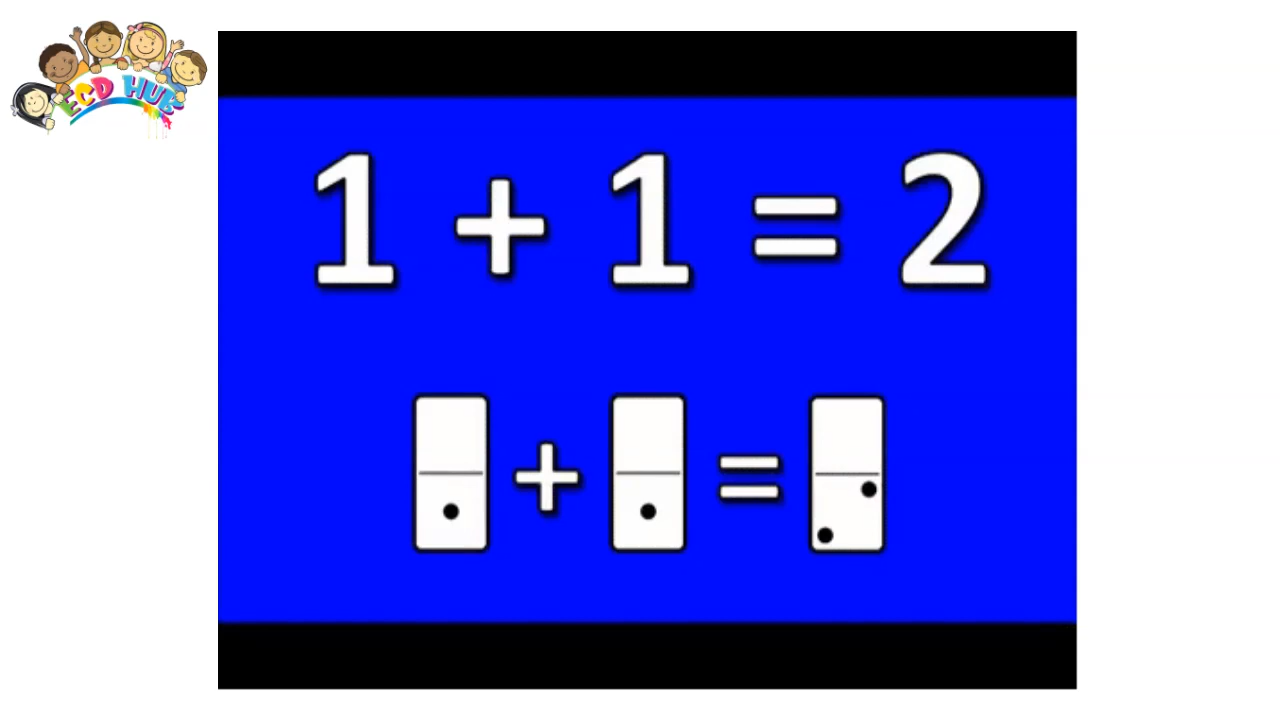 ECD HUB
1 + 1 = 2
+ =